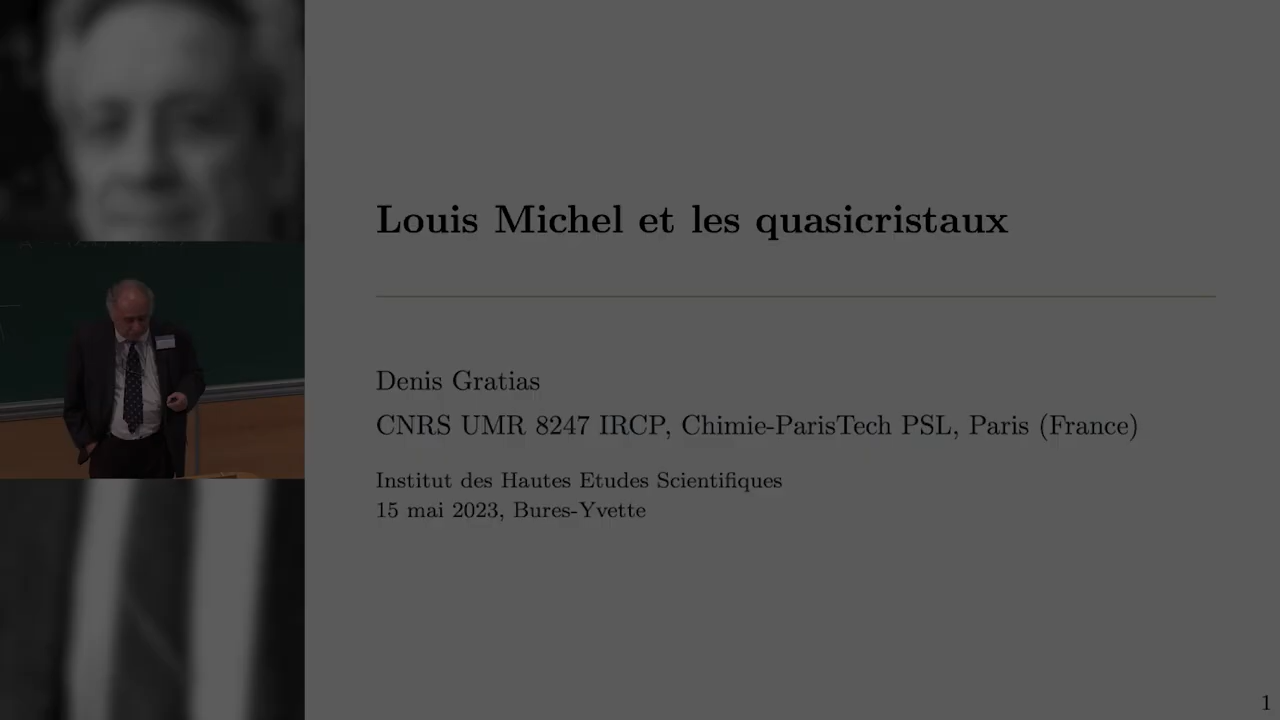 Louis Michel et les quasicristaux
Denis Gratias
CNRS UMR 8247 IRCP, Chimie-ParisTech PSL, Paris (France)
Institut des Hautes Etudes Scientifiques
15 mai 2023, Bures-Yvette
1